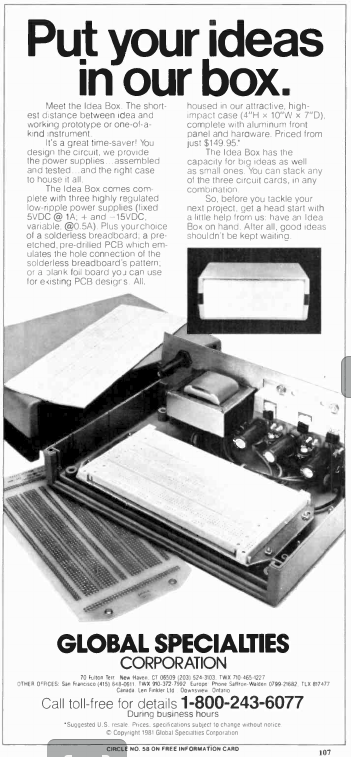 Put your ideas
in our box.
Meet the Idea Box. The short-
est distance between idea and
working prototype or one-of-a-
kind instrument.
It's a great time-saver! You
design the circuit, we provide
the power supplies...assembled
and tested...and the right case
to house it all.
The Idea Box comes com-
plete with three highly regulated
low-ripple power supplies (fixed
5VDC @ 1A; + and -15VDC,
variable, @0.5A). Plus your choice
of a solderless breadboard, a pre-
etched, pre-drilled PCB which em-
ulates the hole connection of the
solderless breadboard's pattern,
or a blank foil board you can use
for existing PCB designs. All,
housed in our attractive, high-
impact case (4"H × 10"W × 7"D),
complete with aluminum front
panel and hardware. Priced from
just $149.95*
The Idea Box has the
capacity for big ideas as well
as small ones. You can stack any
of the three circuit cards, in any
combination.
So, before you tackle your
next project, get a head start with
a little help from us: have an Idea
Box on hand. After all, good ideas
shouldn't be kept waiting.
GLOBAL SPECIALTIES
CORPORATION
70 Fulton Terr. New Haven, CT 06509 (203) 524-3103, TWX 710-465-1227
OTHER OFFICES: San Francisco (415) 648-0611, TWX 910-372-7992 Europe: Phone Saffron-Walden 0799-21682, TLX 817477
Canada: Len Finkler Ltd., Downsview, Ontario
Call toll-free for details 1-800-243-6077
During business hours
*Suggested U.S. resale. Prices, specifications subject to change without notice.
© Copyright 1981 Global Specialties Corporation
CIRCLE NO. 58 ON FREE INFORMATION CARD
107